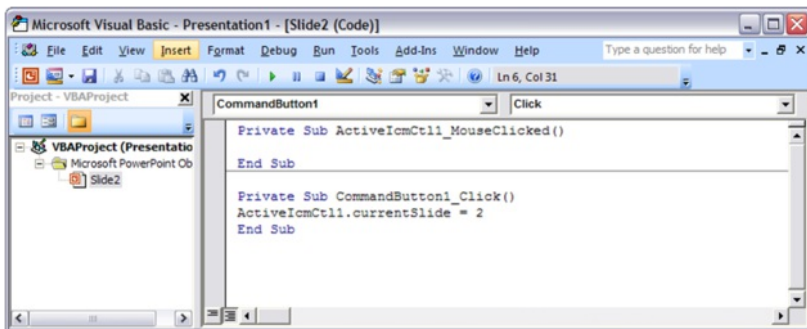 Microsoft Visual Basic - Presentation1 - [Slide2 (Code)]
File Edit View Insert Format Debug Run Tools Add-Ins Window Help
Type a question for help
Ln 6, Col 31
Project - VBAProject
CommandButton1
Click
VBAProject (Presentatio
Microsoft PowerPoint Ob
Slide2
Private Sub ActiveIcmCtl1_MouseClicked()
End Sub
Private Sub CommandButton1_Click()
ActiveIcmCtl1.currentSlide = 2
End Sub